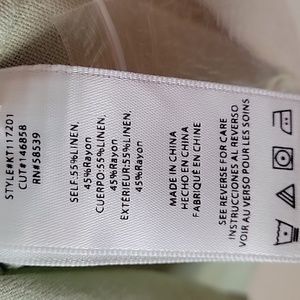 STYLE#KT117201
CUT#146858
RN#58539
SELF:55%LINEN,
45%Rayon
CUERPO:55%LINEN,
45%Rayon
EXTÉRIEUR:55%LINEN,
45%Rayon
MADE IN CHINA
HECHO EN CHINA
FABRIQUÉ EN CHINE
SEE REVERSE FOR CARE
INSTRUCCIONES AL REVERSO
VOIR AU VERSO POUR LES SOINS